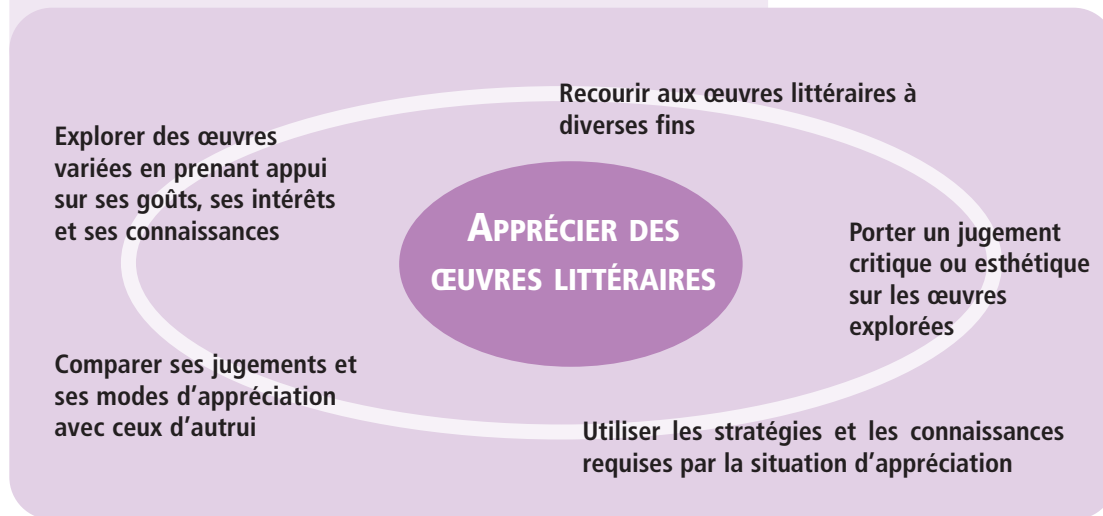 Recourir aux œuvres littéraires à
diverses fins
Explorer des œuvres
variées en prenant appui
sur ses goûts, ses intérêts
et ses connaissances
APPRÉCIER DES
ŒUVRES LITTÉRAIRES
Porter un jugement
critique ou esthétique
sur les œuvres
explorées
Comparer ses jugements et
ses modes d’appréciation
avec ceux d’autrui
Utiliser les stratégies et les connaissances
requises par la situation d’appréciation